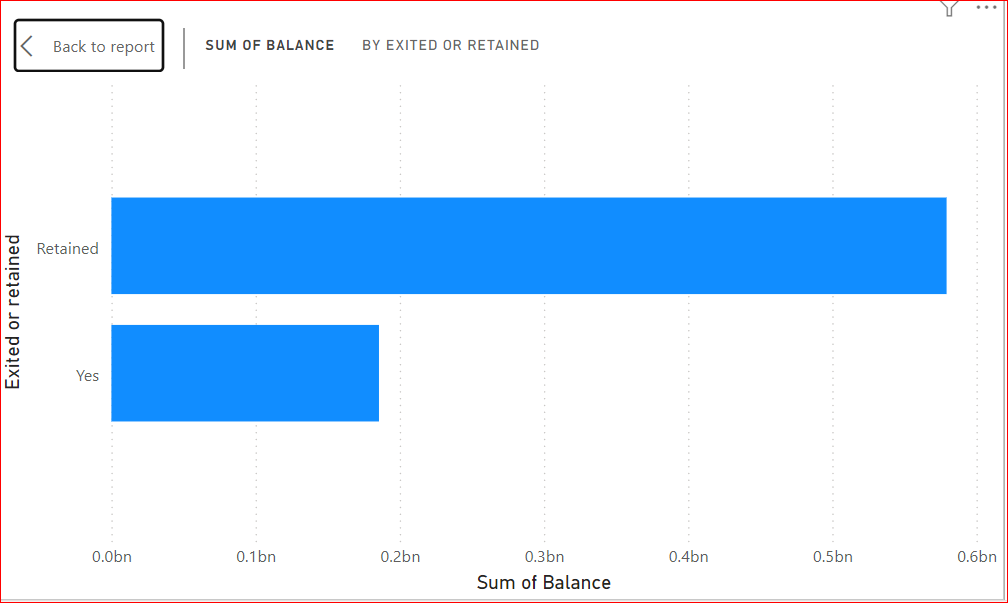 Back to report
SUM OF BALANCE BY EXITED OR RETAINED
Exited or retained
Retained
Yes
0.0bn 0.1bn 0.2bn 0.3bn 0.4bn 0.5bn 0.6bn
Sum of Balance